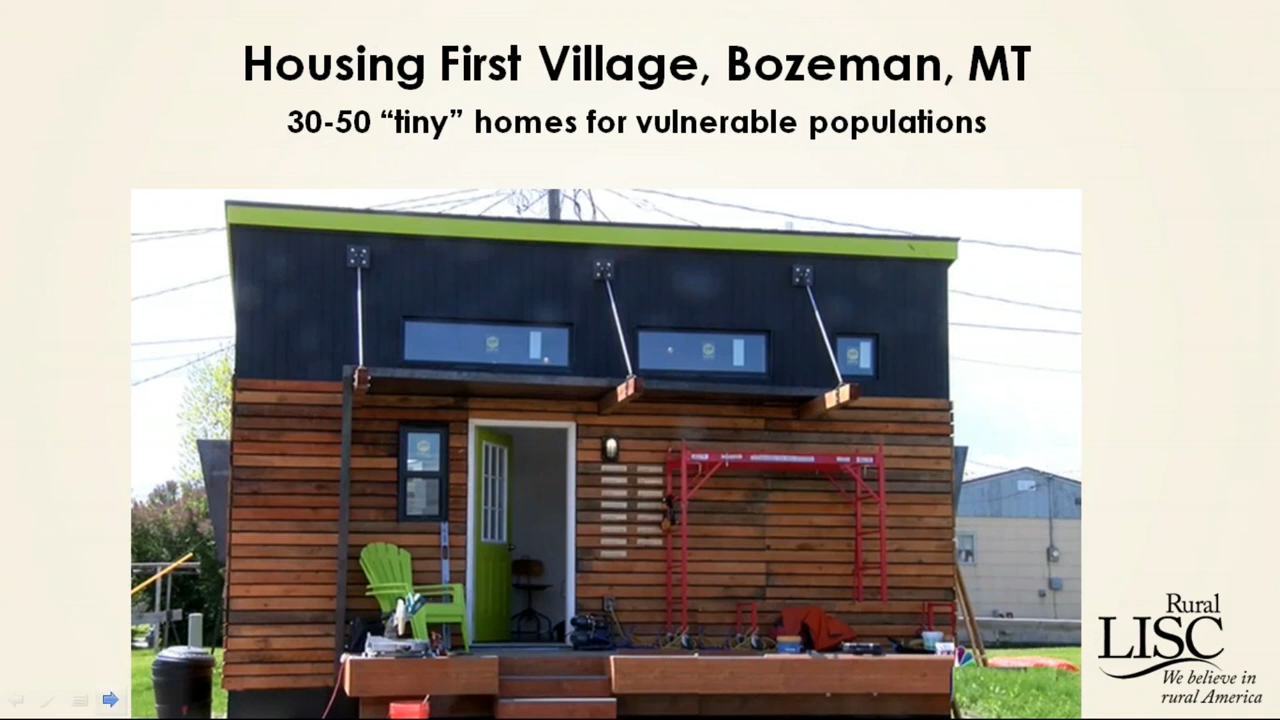 Housing First Village, Bozeman, MT
30-50 “tiny” homes for vulnerable populations
Rural
LISC
We believe in
rural America